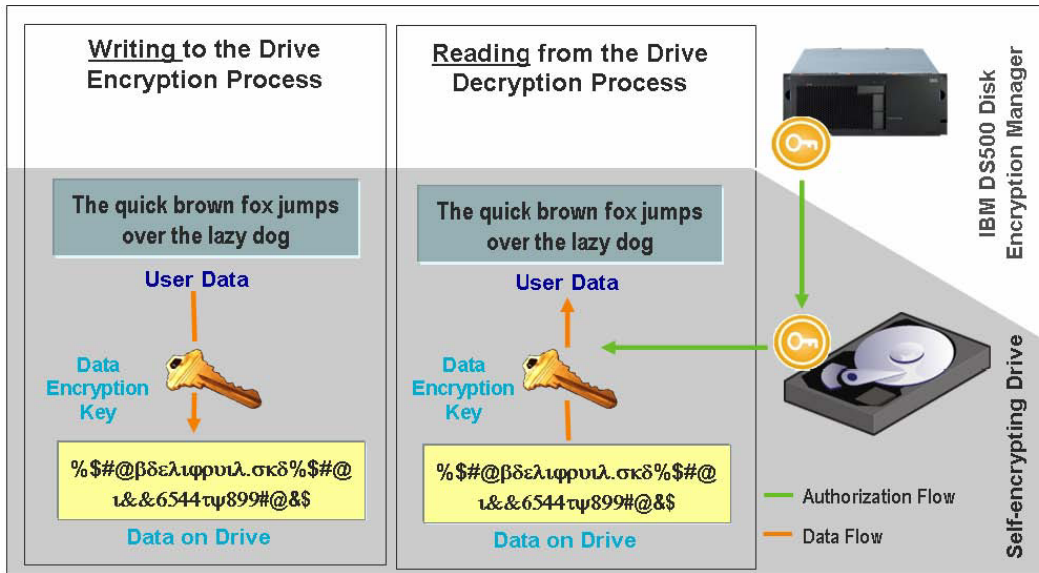 Writing to the Drive
Encryption Process
The quick brown fox jumps
over the lazy dog
User Data
Data
Encryption
Key
%$#@βδελιφρυιλ.σκδ%$#@
ι&&6544τψ899#@&$
Data on Drive
Reading from the Drive
Decryption Process
The quick brown fox jumps
over the lazy dog
User Data
Data
Encryption
Key
%$#@βδελιφρυιλ.σκδ%$#@
ι&&6544τψ899#@&$
Data on Drive
IBM DS500 Disk
Encryption Manager
Self-encrypting Drive
Authorization Flow
Data Flow